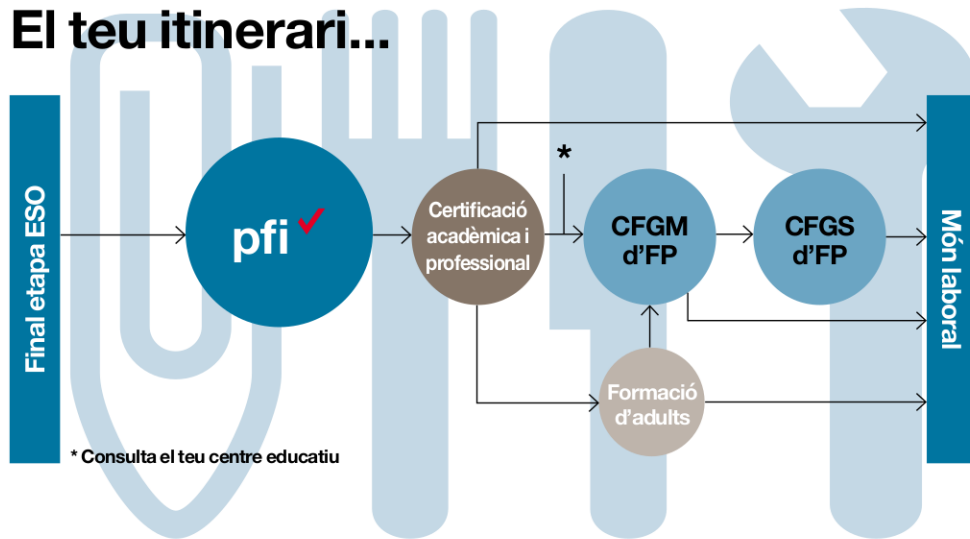 El teu itinerari...
Final etapa ESO
pfi
Certificació
acadèmica i
professional
*
CFGM
d’FP
CFGS
d’FP
Món laboral
Formació
d’adults
* Consulta el teu centre educatiu